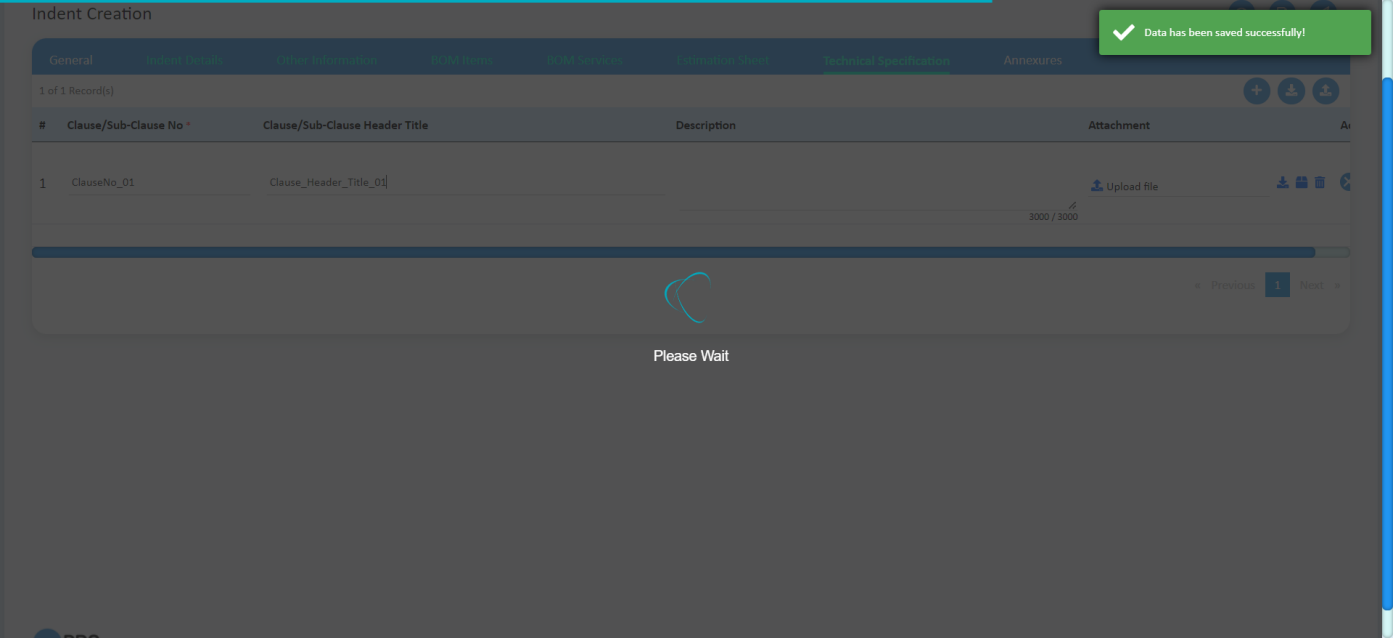 Indent Creation
Data has been saved successfully!
General Indent Details Other Information BOM Items BOM Services Estimation Sheet Technical Specification Annexures
1 of 1 Record(s)
# Clause/Sub-Clause No * Clause/Sub-Clause Header Title Description Attachment
1 ClauseNo_01 Clause_Header_Title_01 Upload file
3000 / 3000
« Previous 1 Next »
Please Wait